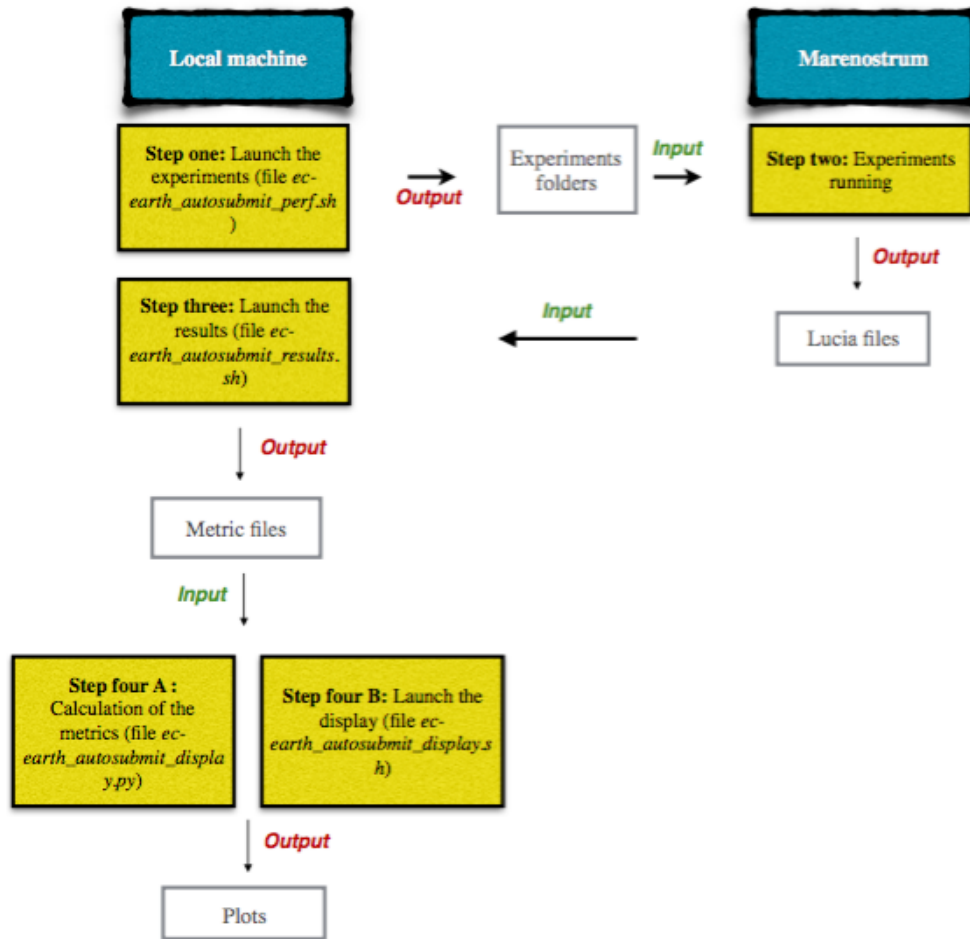 Local machine
Marenostrum
Step one: Launch the
experiments (file ec-
earth_autosubmit_perf.sh
)
Output
Experiments
folders
Input
Step two: Experiments
running
Output
Step three: Launch the
results (file ec-
earth_autosubmit_results.
sh)
Input
Lucia files
Output
Metric files
Input
Step four A :
Calculation of the
metrics (file ec-
earth_autosubmit_displa
y.py)
Step four B: Launch the
display (file ec-
earth_autosubmit_display.s
h)
Output
Plots